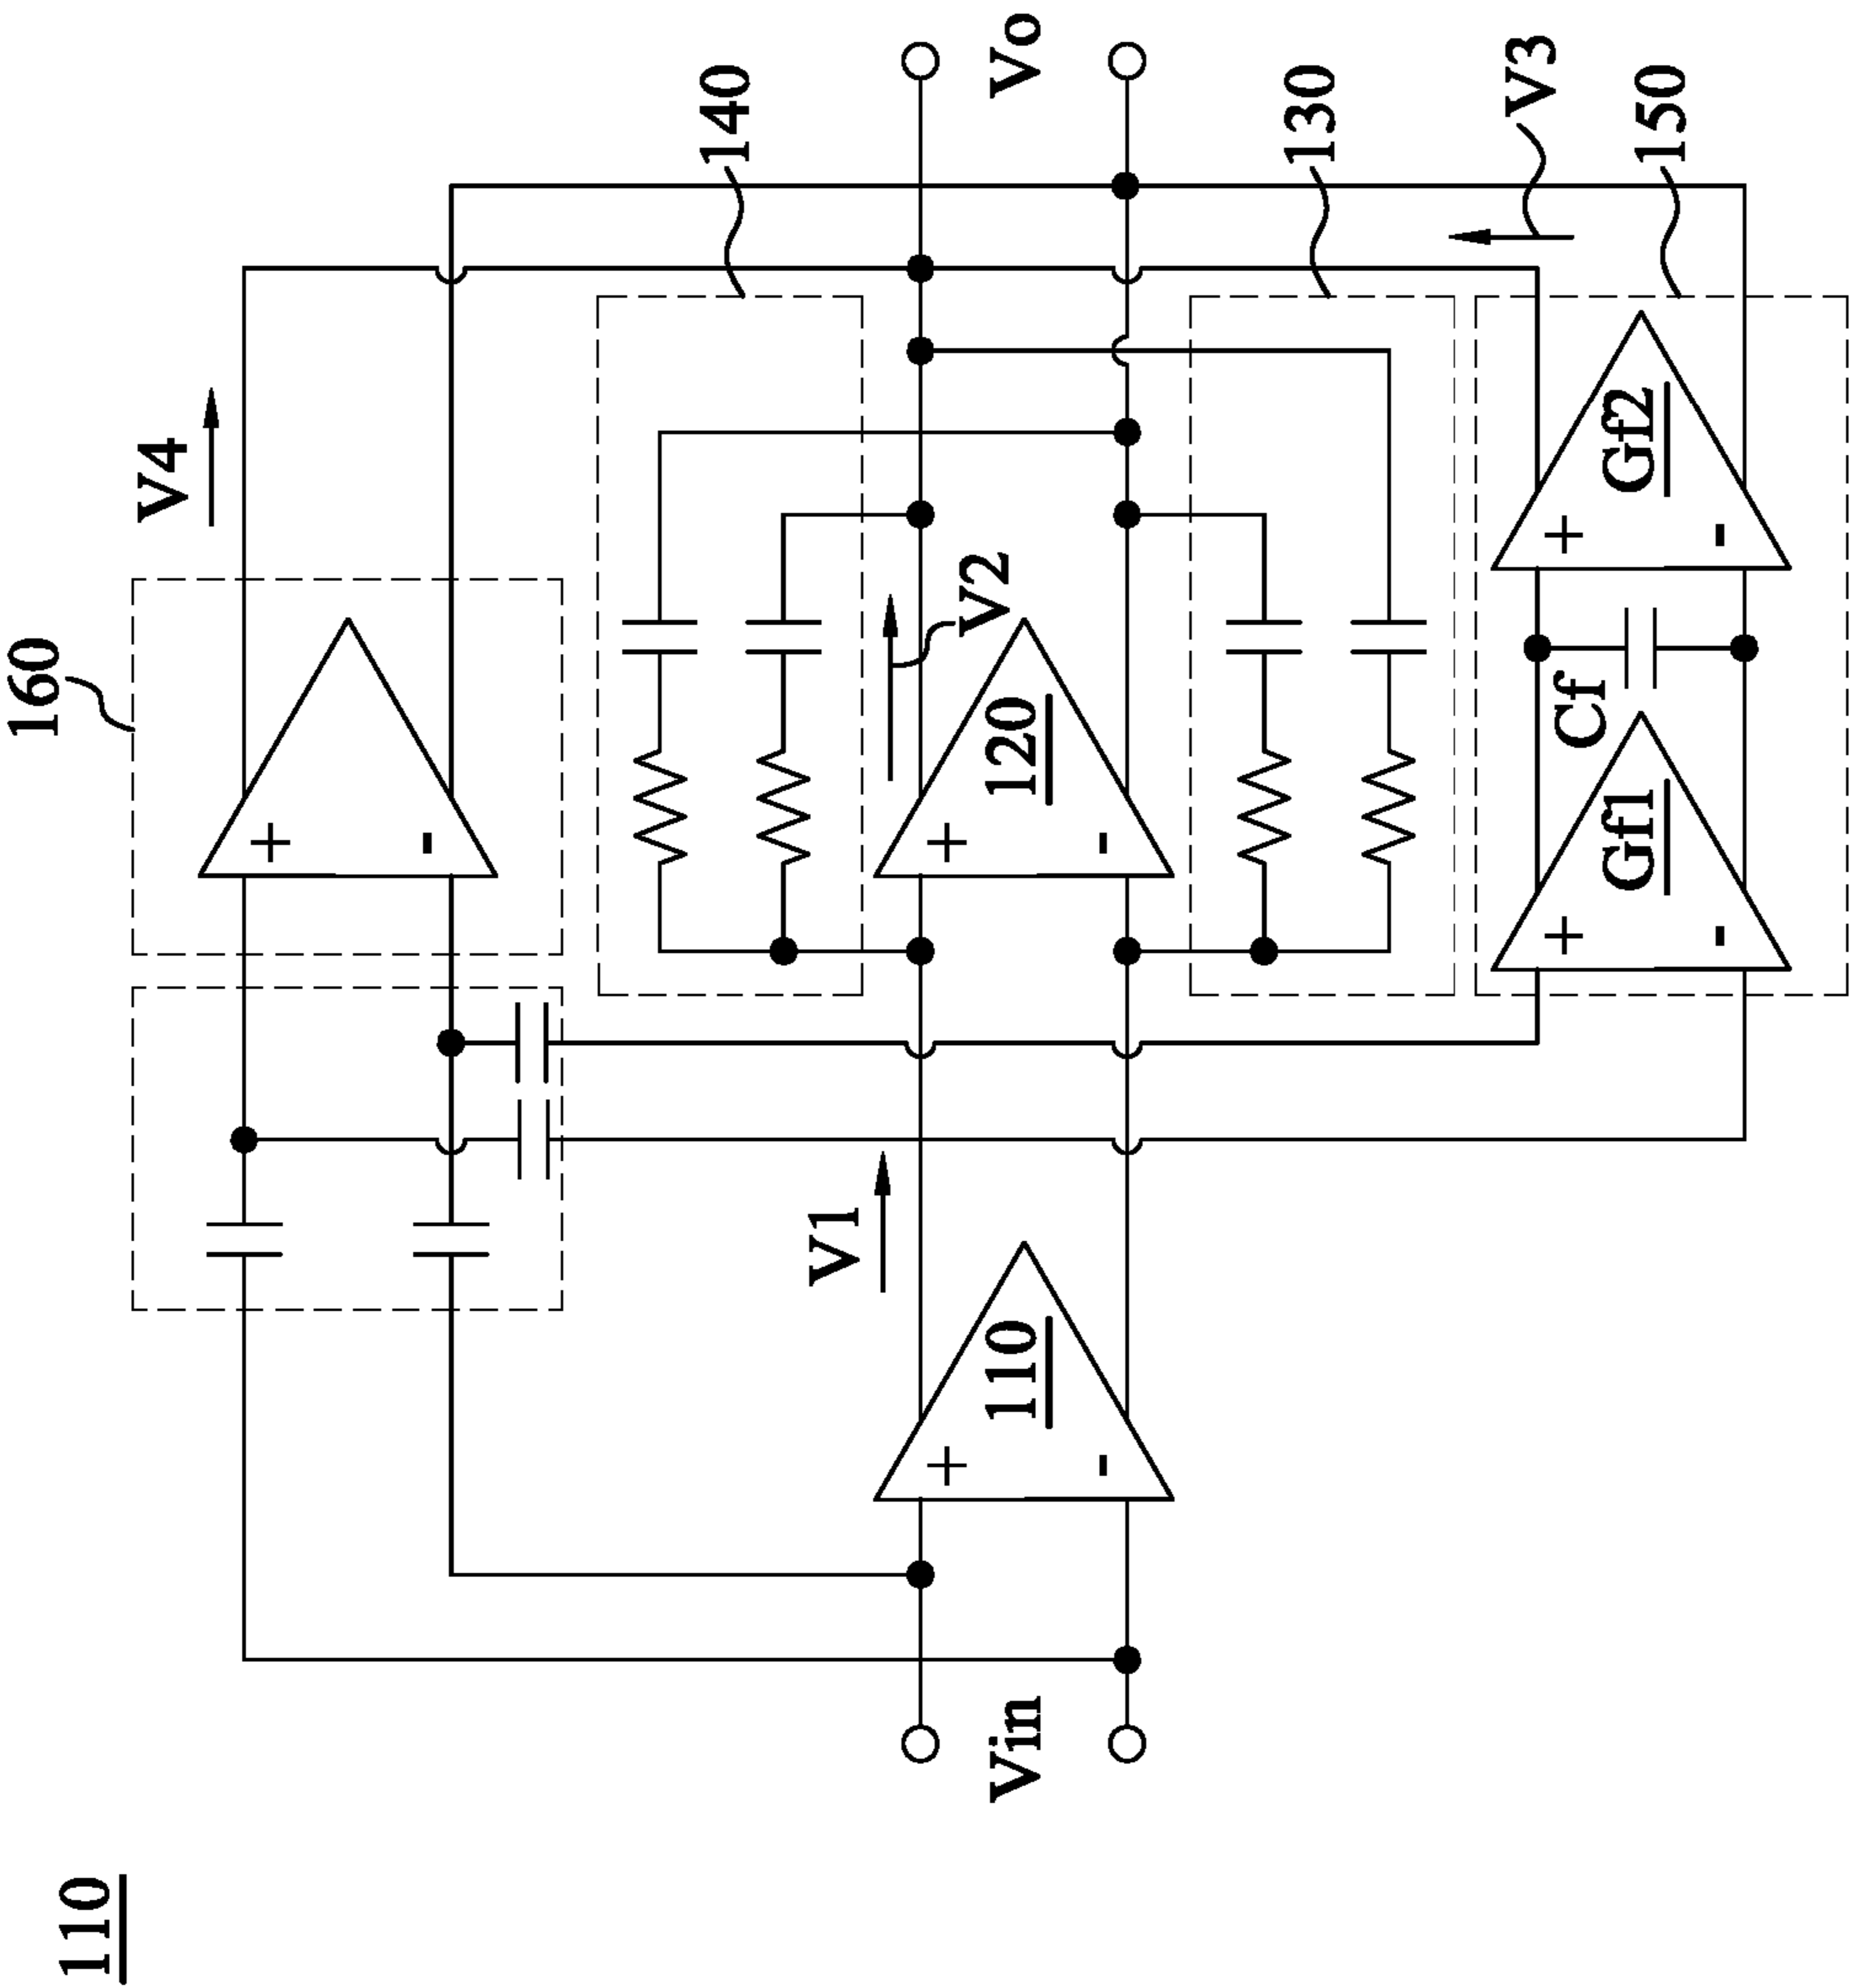 110
160
V4
140
Vo
V2
V1
120
110
Vin
130
V3
150
Cf
Gf1
Gf2
+
-
+
-
+
-
+
-
+
-